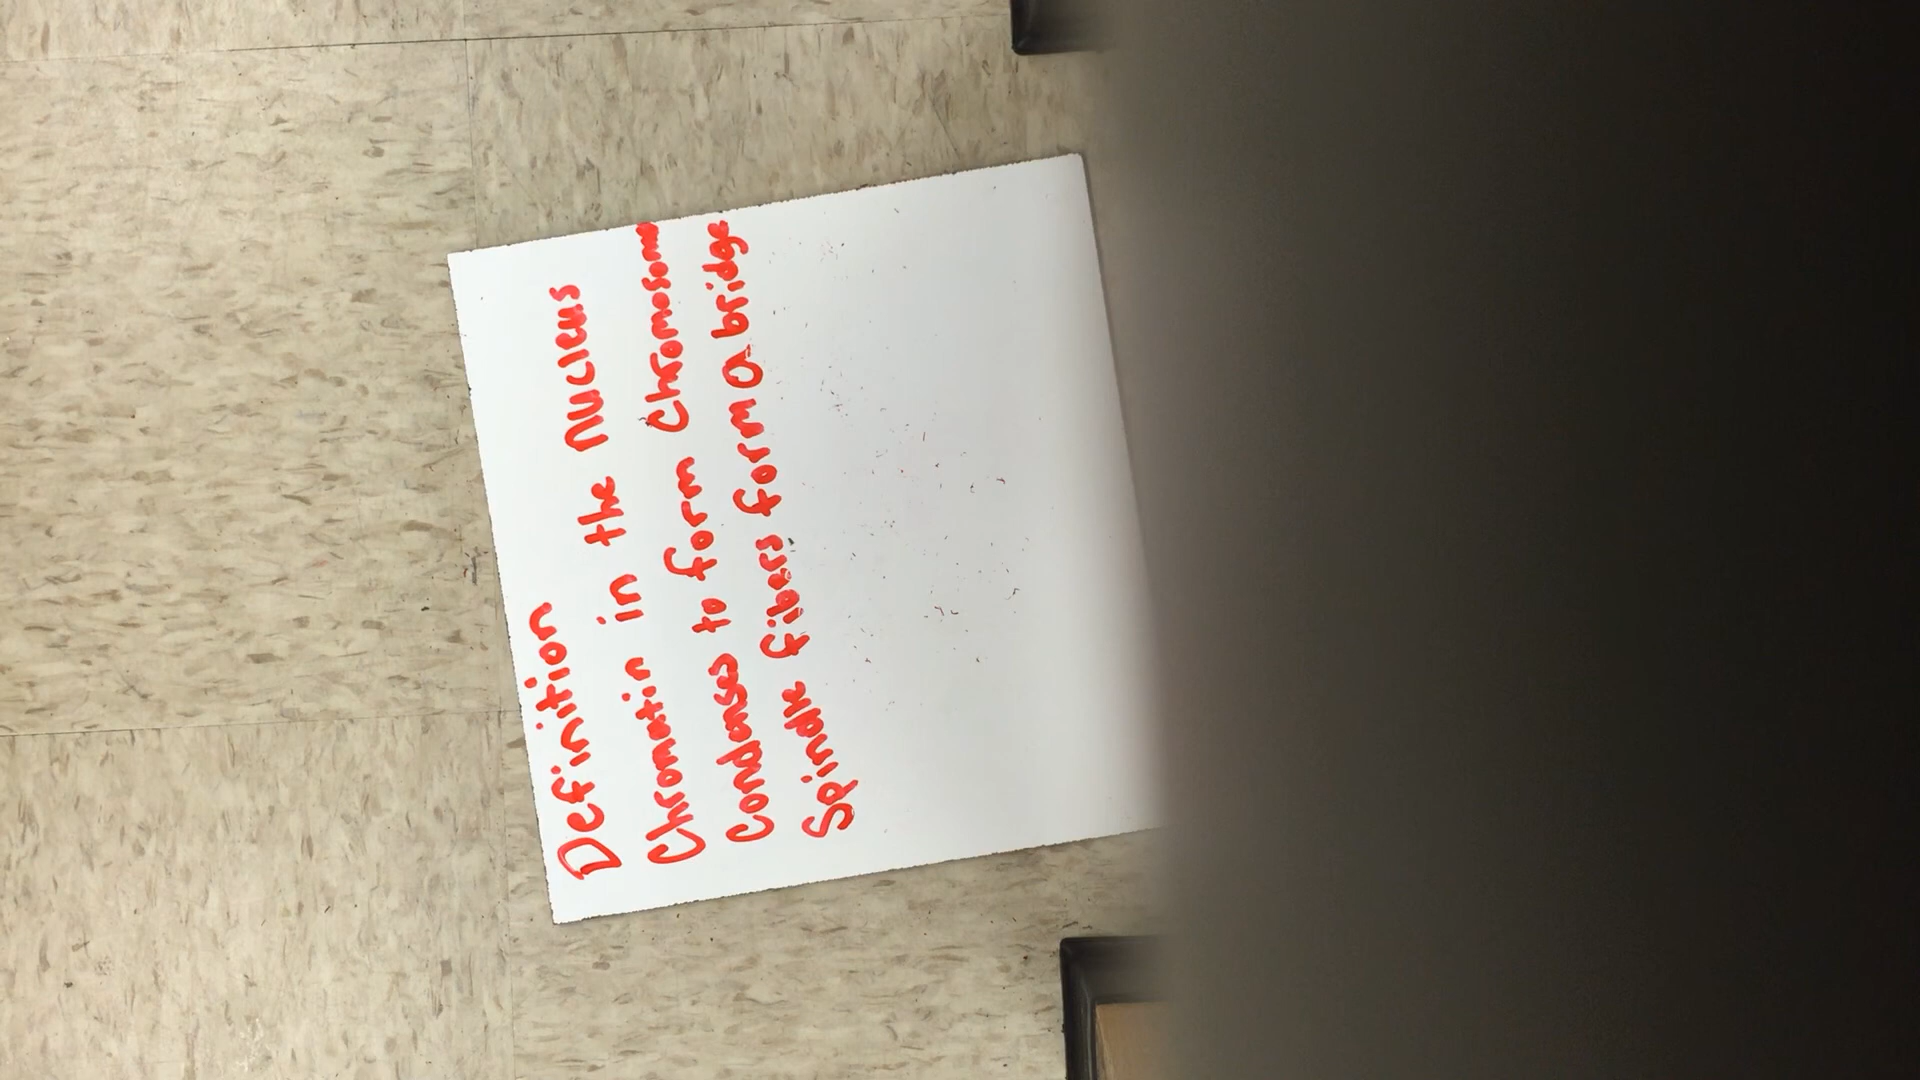 Definition
Chromatin in the Nucleus
Condenses to form Chromosome
Spindle fibers form a bridge